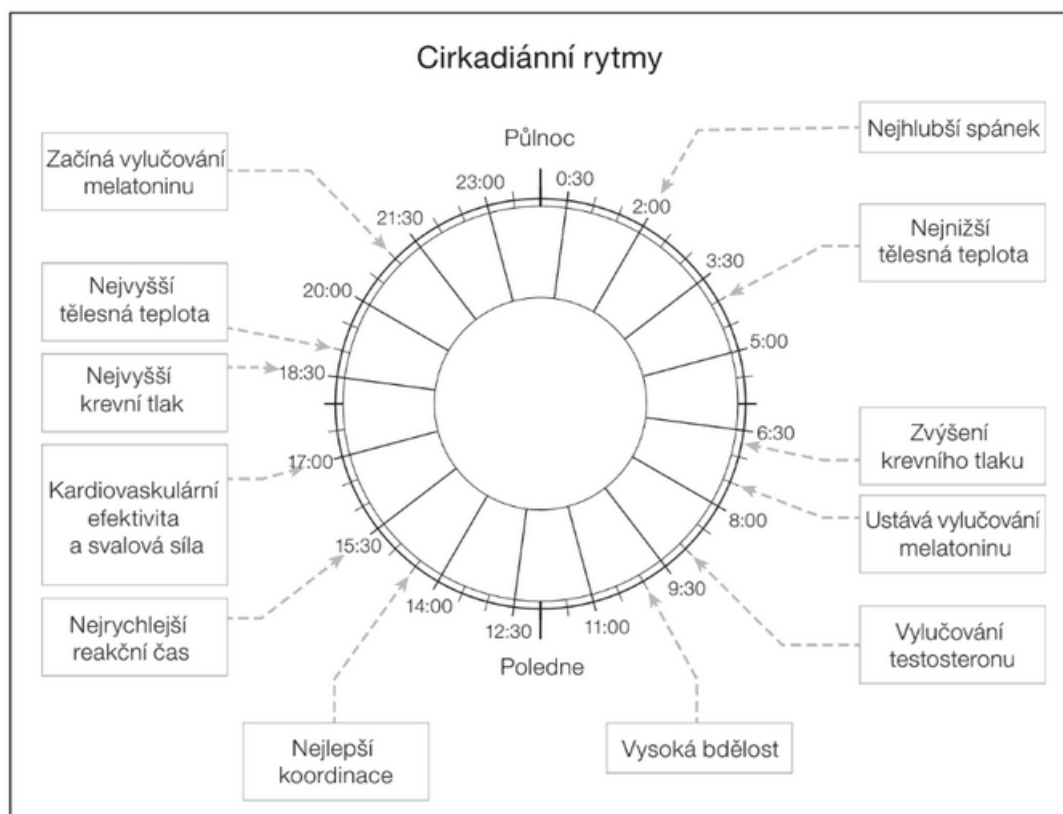 Cirkadiánní rytmy
Půlnoc
Nejhlubší spánek
Začíná vylučování
melatoninu
23:00
0:30
2:00
21:30
3:30
Nejnižší
tělesná teplota
Nejvyšší
tělesná teplota
20:00
5:00
Nejvyšší
krevní tlak
18:30
6:30
Zvýšení
krevního tlaku
Kardiovaskulární
efektivita
a svalová síla
17:00
8:00
Ustává vylučování
melatoninu
15:30
9:30
Nejrychlejší
reakční čas
14:00
12:30
11:00
Vylučování
testosteronu
Poledne
Nejlepší
koordinace
Vysoká bdělost